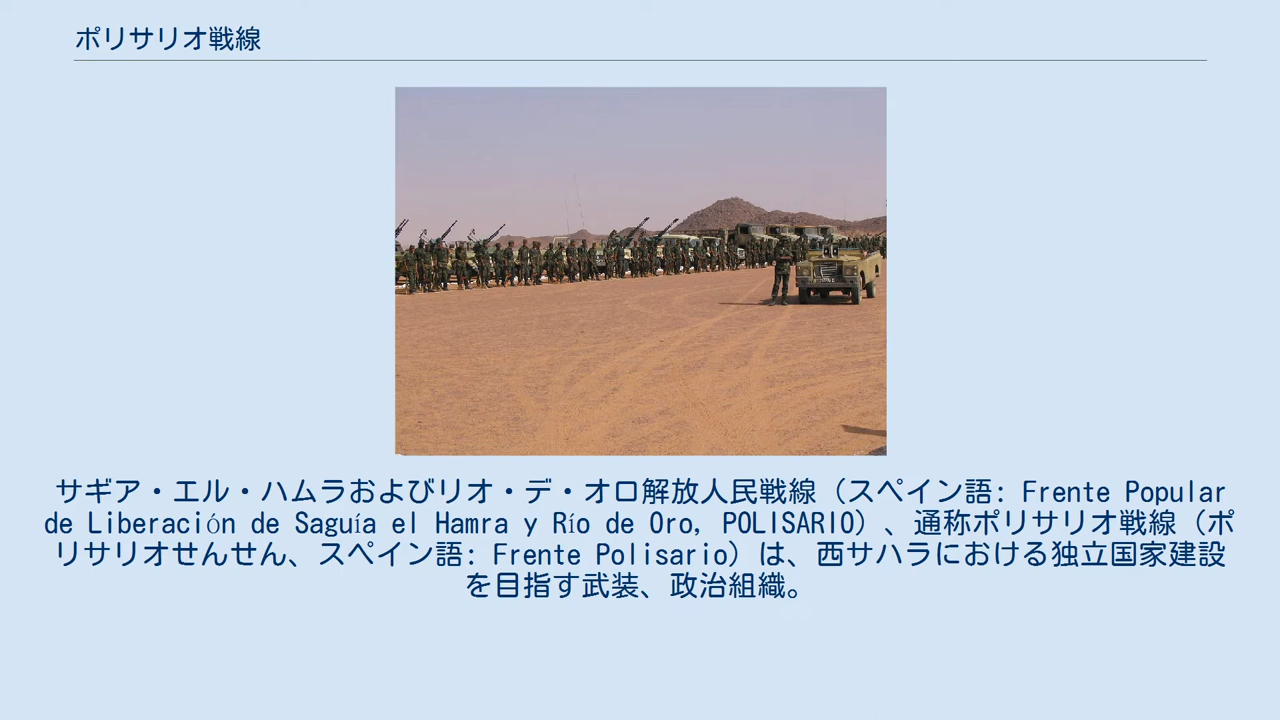 ポリサリオ戦線
サギア・エル・ハムラおよびリオ・デ・オロ解放人民戦線（スペイン語: Frente Popular
de Liberación de Saguía el Hamra y Río de Oro, POLISARIO）、通称ポリサリオ戦線（ポ
リサリオせんせん、スペイン語: Frente Polisario）は、西サハラにおける独立国家建設
を目指す武装、政治組織。